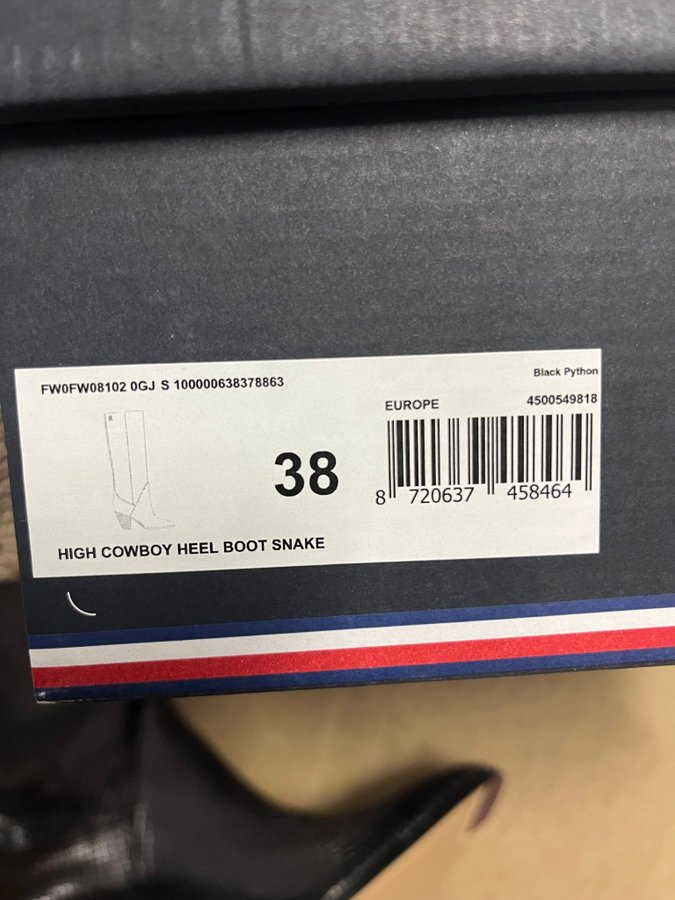 FW0FW08102 0GJ S 100000638378863
Black Python
EUROPE
4500549818
38
8 720637 458464
HIGH COWBOY HEEL BOOT SNAKE